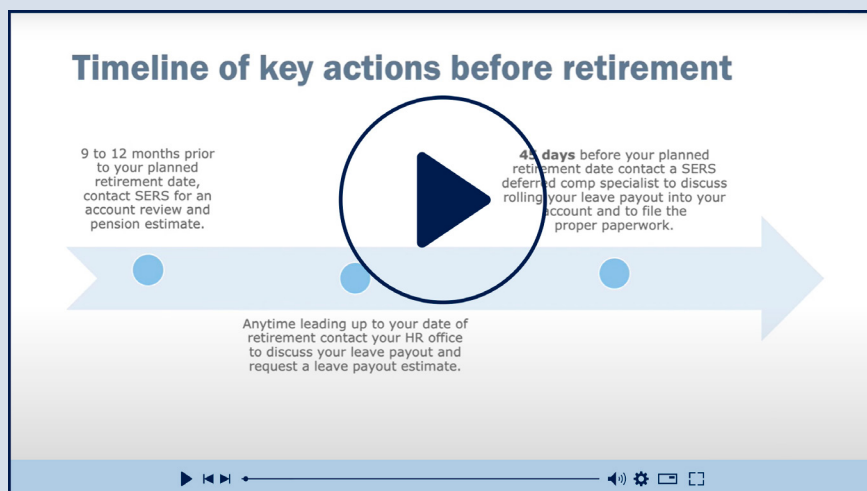 Timeline of key actions before retirement
9 to 12 months prior
to your planned
retirement date,
contact SERS for an
account review and
pension estimate.
Anytime leading up to your date of
retirement contact your HR office
to discuss your leave payout and
request a leave payout estimate.
45 days before your planned
retirement date contact a SERS
deferred comp specialist to discuss
rolling your leave payout into your
account and to file the
proper paperwork.